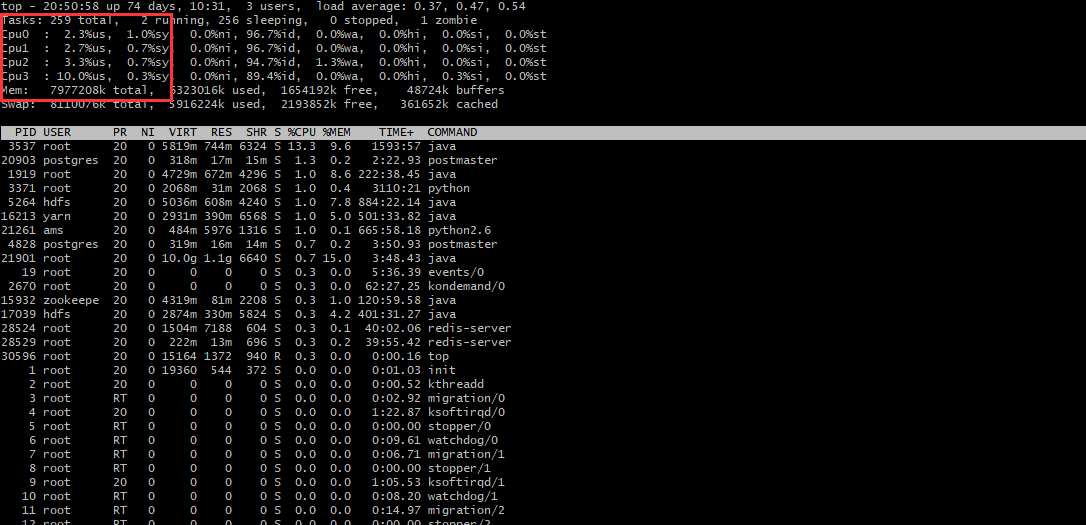 top - 20:50:58 up 74 days, 10:31,  3 users,  load average: 0.37, 0.47, 0.54
Tasks: 259 total,   2 running, 256 sleeping,   0 stopped,   1 zombie
Cpu0  :  2.3%us,  1.0%sy,  0.0%ni, 96.7%id,  0.0%wa,  0.0%hi,  0.0%si,  0.0%st
Cpu1  :  2.7%us,  0.7%sy,  0.0%ni, 96.7%id,  0.0%wa,  0.0%hi,  0.0%si,  0.0%st
Cpu2  :  3.3%us,  0.7%sy,  0.0%ni, 94.7%id,  1.3%wa,  0.0%hi,  0.0%si,  0.0%st
Cpu3  : 10.0%us,  0.3%sy,  0.0%ni, 89.4%id,  0.0%wa,  0.0%hi,  0.3%si,  0.0%st
Mem:   7977208k total,  6323016k used,  1654192k free,    48724k buffers
Swap:  8110076k total,  5916224k used,  2193852k free,   361652k cached
PID USER      PR  NI  VIRT  RES  SHR S %CPU %MEM    TIME+  COMMAND
3537 root      20   0 5819m 744m 6324 S 13.3  9.6   1593:57 java
20903 postgres  20   0  318m  17m  15m S  1.3  0.2   2:22.93 postmaster
1919 root      20   0 4729m 672m 4296 S  1.0  8.6 222:38.45 java
3371 root      20   0 2068m  31m 2068 S  1.0  0.4   3110:21 python
5264 hdfs      20   0 5036m 608m 4240 S  1.0  7.8 884:22.14 java
16213 yarn      20   0 2931m 390m 6568 S  1.0  5.0 501:33.82 java
21261 ams       20   0  484m 5976 1316 S  1.0  0.1 665:58.18 python2.6
4828 postgres  20   0  319m  16m  14m S  0.7  0.2   3:50.93 postmaster
21901 root      20   0 10.0g 1.1g 6640 S  0.7 15.0   3:48.43 java
19 root      20   0     0    0    0 S  0.3  0.0   5:36.39 events/0
2670 root      20   0     0    0    0 S  0.3  0.0  62:27.25 kondemand/0
15932 zookeepe  20   0 4319m  81m 2208 S  0.3  1.0 120:59.58 java
17039 hdfs      20   0 2874m 330m 5824 S  0.3  4.2 401:31.27 java
28524 root      20   0 1504m 7188  604 S  0.3  0.1  40:02.06 redis-server
28529 root      20   0  222m  13m  696 S  0.3  0.2  39:55.42 redis-server
30596 root      20   0 15164 1372  940 R  0.3  0.0   0:00.16 top
1 root      20   0 19360  544  372 S  0.0  0.0   0:01.03 init
2 root      20   0     0    0    0 S  0.0  0.0   0:00.52 kthreadd
3 root      RT   0     0    0    0 S  0.0  0.0   0:02.92 migration/0
4 root      20   0     0    0    0 S  0.0  0.0   1:22.87 ksoftirqd/0
5 root      RT   0     0    0    0 S  0.0  0.0   0:00.00 stopper/0
6 root      RT   0     0    0    0 S  0.0  0.0   0:09.61 watchdog/0
7 root      RT   0     0    0    0 S  0.0  0.0   0:06.71 migration/1
8 root      RT   0     0    0    0 S  0.0  0.0   0:00.00 stopper/1
9 root      20   0     0    0    0 S  0.0  0.0   1:05.53 ksoftirqd/1
10 root      RT   0     0    0    0 S  0.0  0.0   0:08.20 watchdog/1
11 root      RT   0     0    0    0 S  0.0  0.0   0:14.97 migration/2
12 root      RT   0     0    0    0 S  0.0  0.0   0:00.00 stopper/2